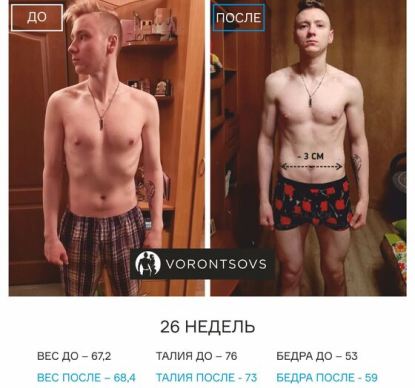 ДО
ПОСЛЕ
- 3 СМ
VORONTSOVS
26 НЕДЕЛЬ
ВЕС ДО – 67,2 ТАЛИЯ ДО – 76 БЕДРА ДО – 53
ВЕС ПОСЛЕ – 68,4 ТАЛИЯ ПОСЛЕ - 73 БЕДРА ПОСЛЕ - 59